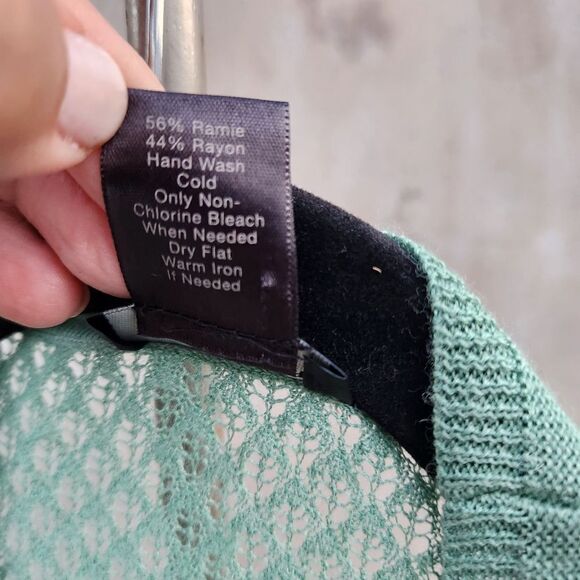 56% Ramie
44% Rayon
Hand Wash
Cold
Only Non-
Chlorine Bleach
When Needed
Dry Flat
Warm Iron
If Needed